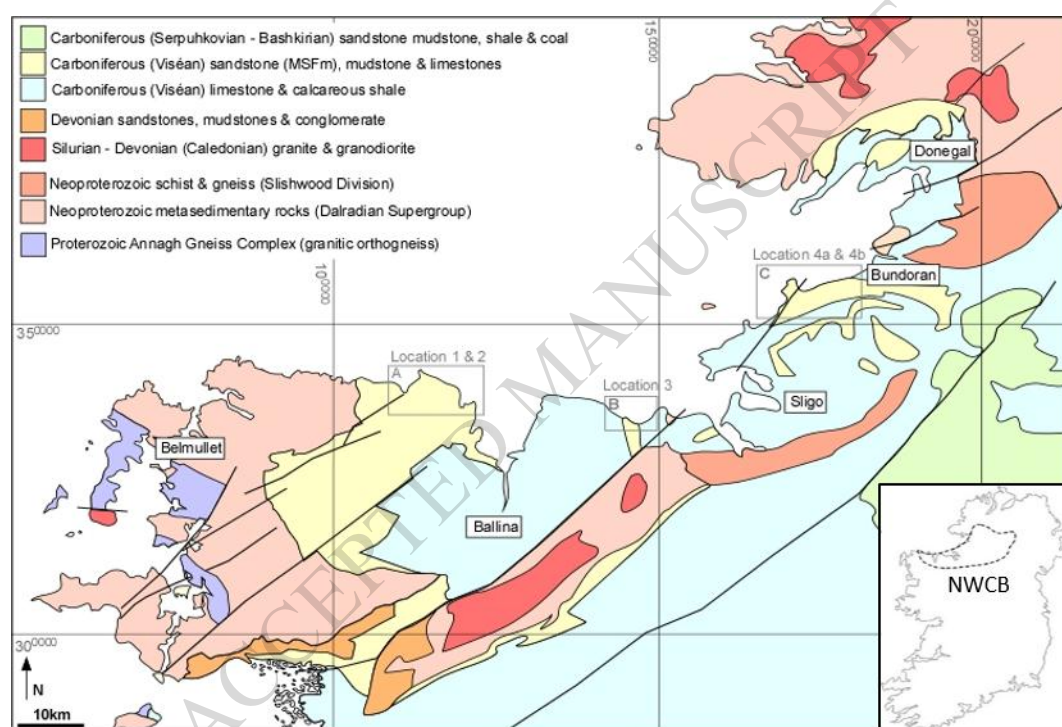 Carboniferous (Serpuhkovian - Bashkirian) sandstone mudstone, shale & coal
Carboniferous (Viséan) sandstone (MSFm), mudstone & limestones
Carboniferous (Viséan) limestone & calcareous shale
Devonian sandstones, mudstones & conglomerate
Silurian - Devonian (Caledonian) granite & granodiorite
Neoproterozoic schist & gneiss (Slishwood Division)
Neoproterozoic metasedimentary rocks (Dalradian Supergroup)
Proterozoic Annagh Gneiss Complex (granitic orthogneiss)
150000
200000
Donegal
Location 4a & 4b
C
Bundoran
100000
350000
Location 1 & 2
A
Location 3
B
Sligo
Belmullet
Ballina
NWCB
300000
N
10km
ACCEPTED MANUSCRIPT